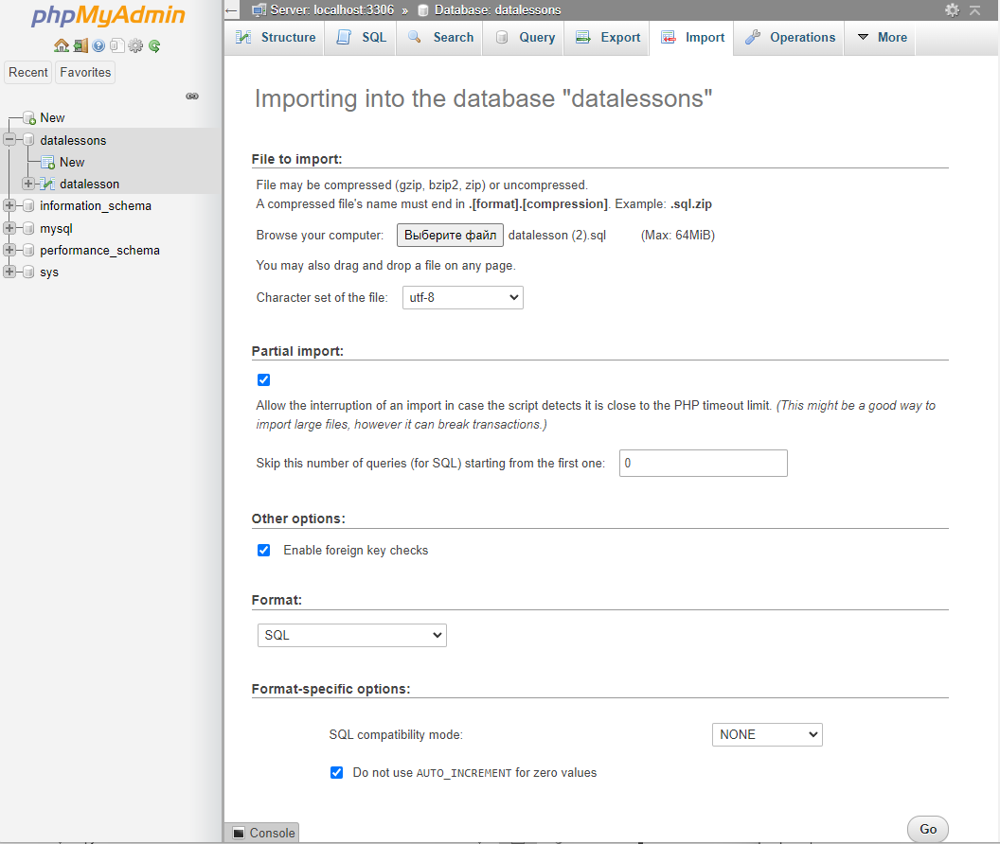 phpMyAdmin
Recent Favorites
New
datalessons
New
datalesson
information_schema
mysql
performance_schema
sys
Server: localhost:3306 » Database: datalessons
Structure SQL Search Query Export Import Operations More
Importing into the database "datalessons"
File to import:
File may be compressed (gzip, bzip2, zip) or uncompressed.
A compressed file's name must end in .[format].[compression]. Example: .sql.zip
Browse your computer: Выберите файл datalesson (2).sql (Max: 64MiB)
You may also drag and drop a file on any page.
Character set of the file: utf-8
Partial import:
Allow the interruption of an import in case the script detects it is close to the PHP timeout limit. (This might be a good way to
import large files, however it can break transactions.)
Skip this number of queries (for SQL) starting from the first one: 0
Other options:
Enable foreign key checks
Format:
SQL
Format-specific options:
SQL compatibility mode: NONE
Do not use AUTO_INCREMENT for zero values
Console
Go